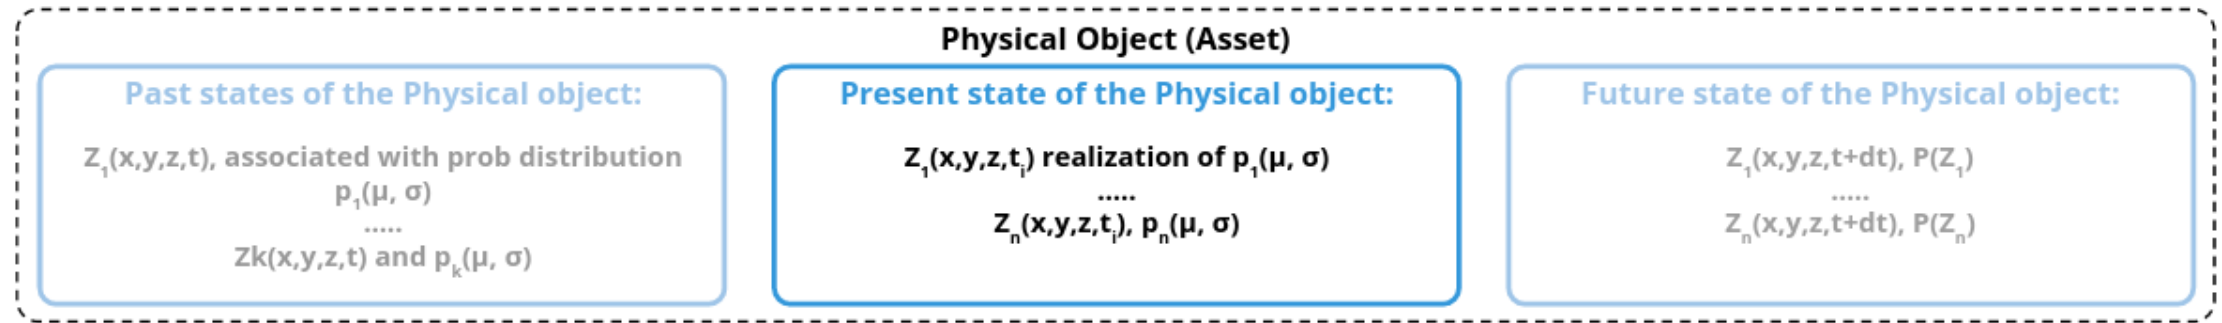 Physical Object (Asset)
Past states of the Physical object:
Z₁(x,y,z,t), associated with prob distribution
p₁(μ, σ)
.....
Zk(x,y,z,t) and pₖ(μ, σ)
Present state of the Physical object:
Z₁(x,y,z,tᵢ) realization of p₁(μ, σ)
.....
Zₙ(x,y,z,tᵢ), pₙ(μ, σ)
Future state of the Physical object:
Z₁(x,y,z,t+dt), P(Z₁)
.....
Zₙ(x,y,z,t+dt), P(Zₙ)